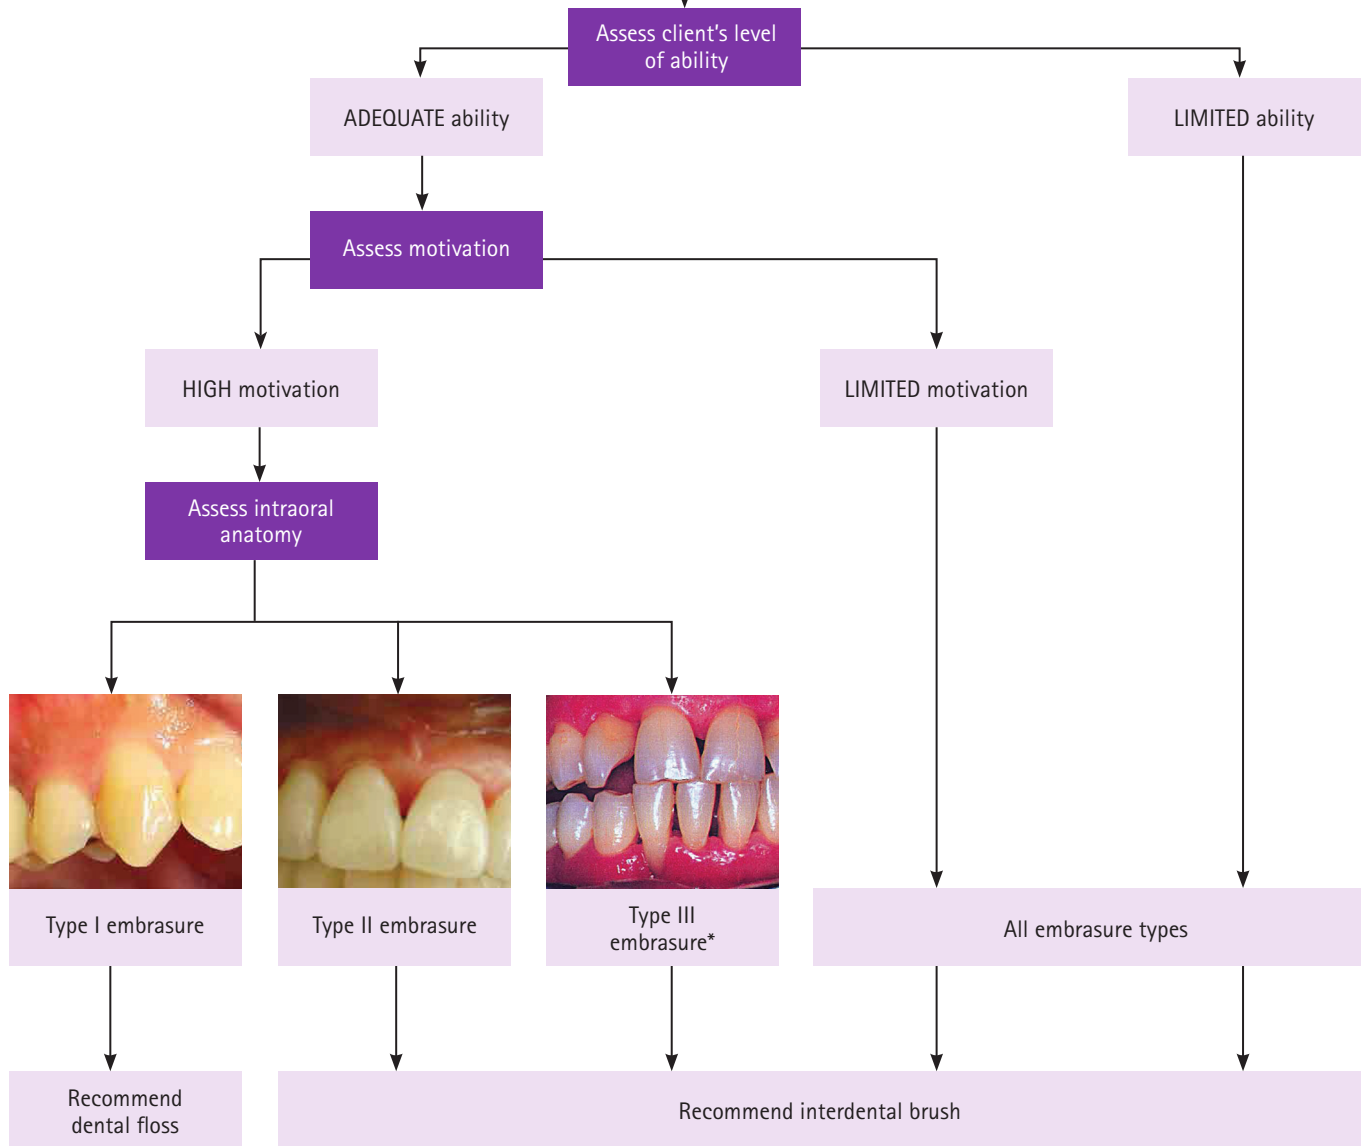 Assess client's level
of ability
ADEQUATE ability
LIMITED ability
Assess motivation
HIGH motivation
LIMITED motivation
Assess intraoral
anatomy
Type I embrasure
Type II embrasure
Type III
embrasure*
All embrasure types
Recommend
dental floss
Recommend interdental brush